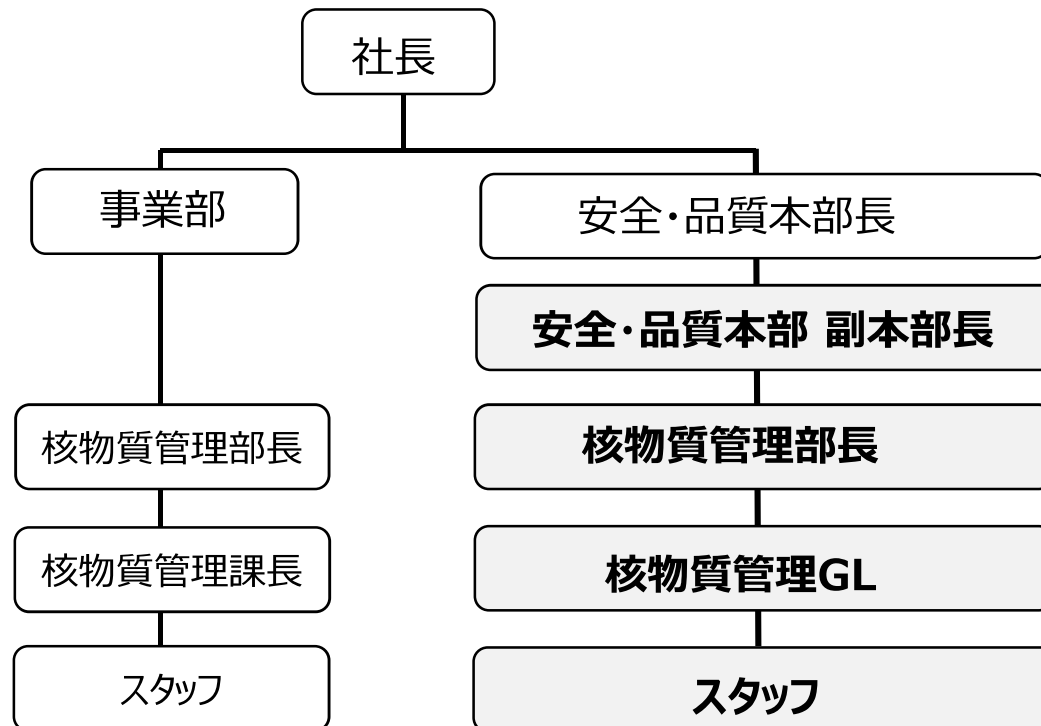 社長
事業部
安全・品質本部長
安全・品質本部 副本部長
核物質管理部長
核物質管理部長
核物質管理課長
核物質管理GL
スタッフ
スタッフ